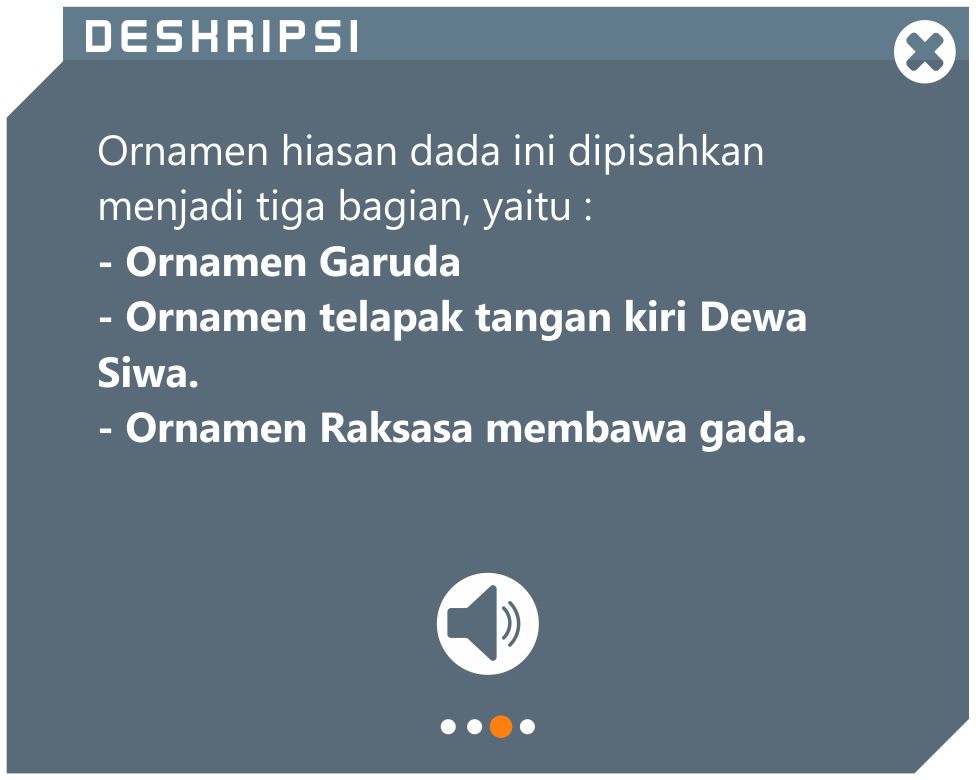 DESKRIPSI
Ornamen hiasan dada ini dipisahkan
menjadi tiga bagian, yaitu :
- Ornamen Garuda
- Ornamen telapak tangan kiri Dewa
Siwa.
- Ornamen Raksasa membawa gada.